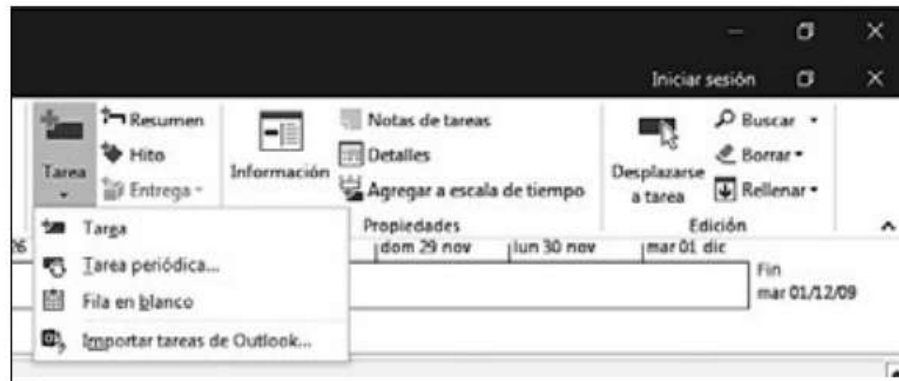 Iniciar sesión
Tarea
Resumen
Hito
Entrega
Información
Notas de tareas
Detalles
Agregar a escala de tiempo
Propiedades
Desplazarse
a tarea
Buscar
Borrar
Rellenar
Edición
Targa
Tarea periódica...
Fila en blanco
Importar tareas de Outlook...
26
dom 29 nov
lun 30 nov
mar 01 dic
Fin
mar 01/12/09